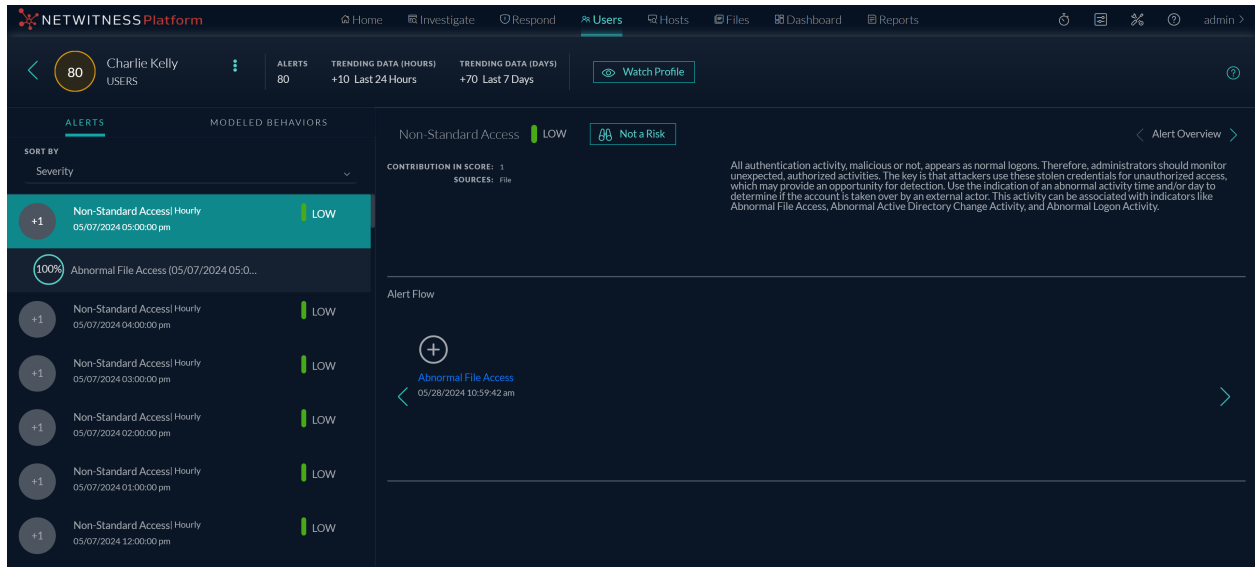 NETWITNESS Platform
Home
Investigate
Respond
Users
Hosts
Files
Dashboard
Reports
admin >
80
Charlie Kelly
USERS
ALERTS
80
TRENDING DATA (HOURS)
+10 Last 24 Hours
TRENDING DATA (DAYS)
+70 Last 7 Days
Watch Profile
ALERTS
MODELED BEHAVIORS
SORT BY
Severity
+1
Non-Standard Access| Hourly
05/07/2024 05:00:00 pm
LOW
100%
Abnormal File Access (05/07/2024 05:0...
+1
Non-Standard Access| Hourly
05/07/2024 04:00:00 pm
LOW
+1
Non-Standard Access| Hourly
05/07/2024 03:00:00 pm
LOW
+1
Non-Standard Access| Hourly
05/07/2024 02:00:00 pm
LOW
+1
Non-Standard Access| Hourly
05/07/2024 01:00:00 pm
LOW
+1
Non-Standard Access| Hourly
05/07/2024 12:00:00 pm
LOW
Non-Standard Access
LOW
Not a Risk
Alert Overview
CONTRIBUTION IN SCORE: 1
SOURCES: File
All authentication activity, malicious or not, appears as normal logons. Therefore, administrators should monitor
unexpected, authorized activities. The key is that attackers use these stolen credentials for unauthorized access,
which may provide an opportunity for detection. Use the indication of an abnormal activity time and/or day to
determine if the account is taken over by an external actor. This activity can be associated with indicators like
Abnormal File Access, Abnormal Active Directory Change Activity, and Abnormal Logon Activity.
Alert Flow
Abnormal File Access
05/28/2024 10:59:42 am